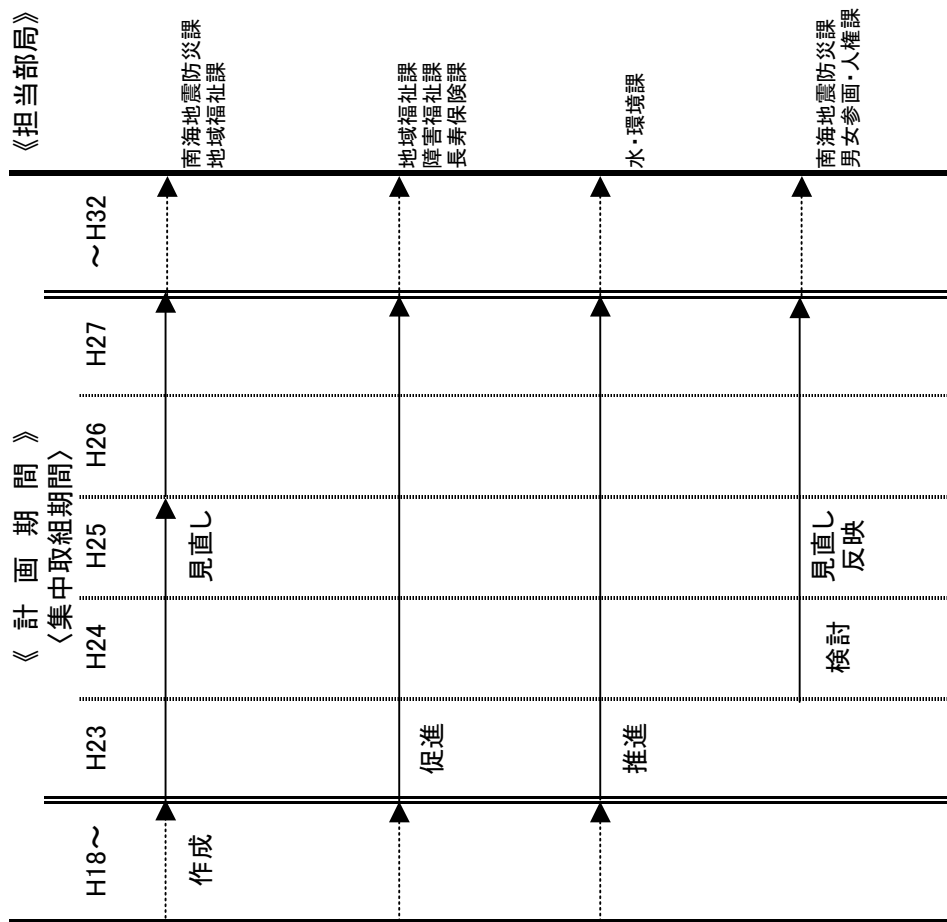 《計画期間》
〈集中取組期間〉
《担当部局》
H18～
H23
H24
H25
H26
H27
～H32
作成
見直し
南海地震防災課
地域福祉課
促進
地域福祉課
障害福祉課
長寿保険課
推進
水・環境課
検討
見直し
反映
南海地震防災課
男女参画・人権課